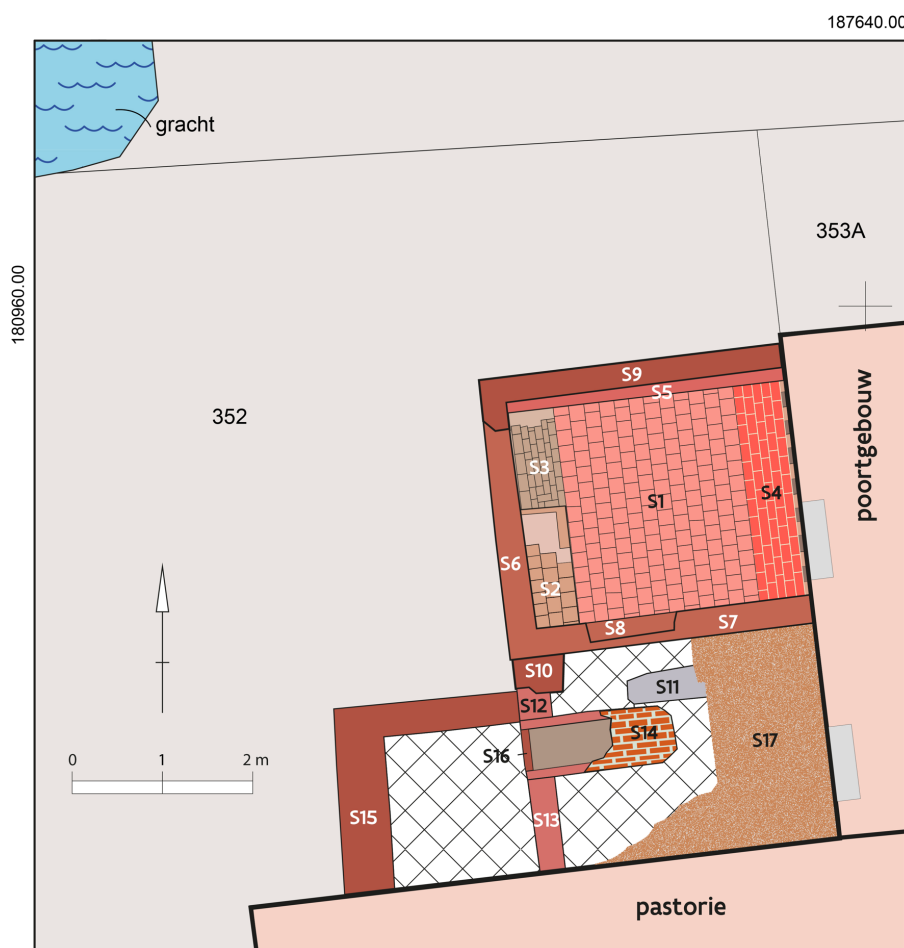 187640.00
gracht
353A
180960.00
352
S9
S5
poortgebouw
S3
S1
S4
S6
S2
S8
S7
S10
S11
S12
S14
S17
S16
0 1 2 m
S15
S13
pastorie